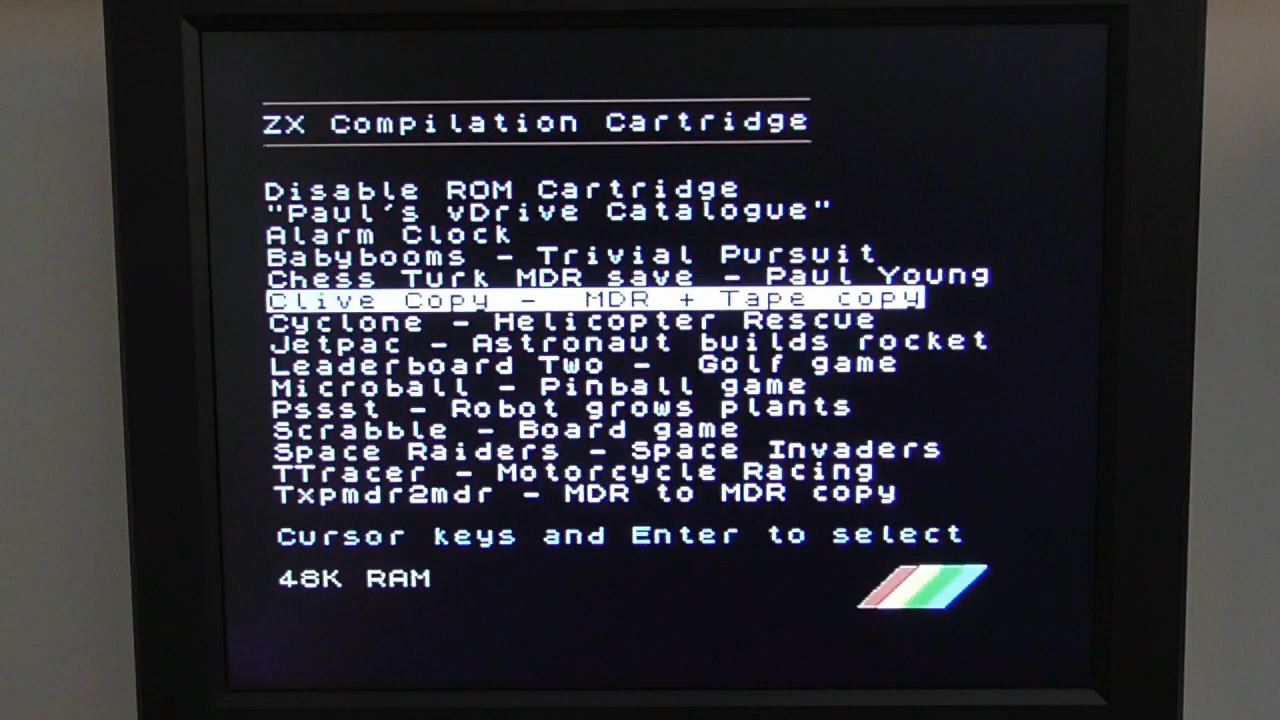 ZX Compilation Cartridge
Disable ROM Cartridge
"Paul's vDrive Catalogue"
Alarm Clock
Babybooms - Trivial Pursuit
Chess Turk MDR save - Paul Young
Clive Copy - MDR + Tape copy
Cyclone - Helicopter Rescue
Jetpac - Astronaut builds rocket
Leaderboard Two - Golf game
Microball - Pinball game
Pssst - Robot grows plants
Scrabble - Board game
Space Raiders - Space Invaders
TTracer - Motorcycle Racing
Txpmdr2mdr - MDR to MDR copy
Cursor keys and Enter to select
48K RAM